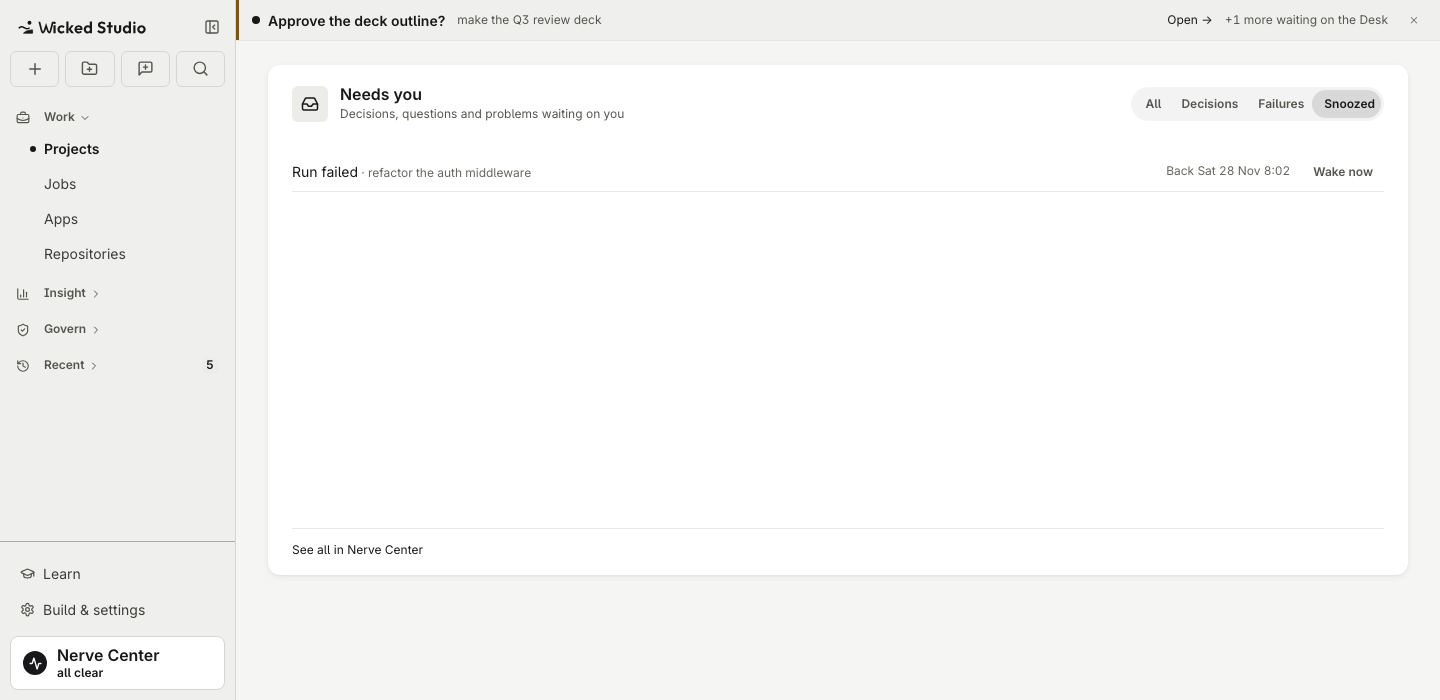 Wicked Studio
Approve the deck outline? make the Q3 review deck
Open → +1 more waiting on the Desk ×
Work
Projects
Jobs
Apps
Repositories
Insight
Govern
Recent 5
Learn
Build & settings
Nerve Center
all clear
Needs you
Decisions, questions and problems waiting on you
All Decisions Failures Snoozed
Run failed · refactor the auth middleware
Back Sat 28 Nov 8:02 Wake now
See all in Nerve Center